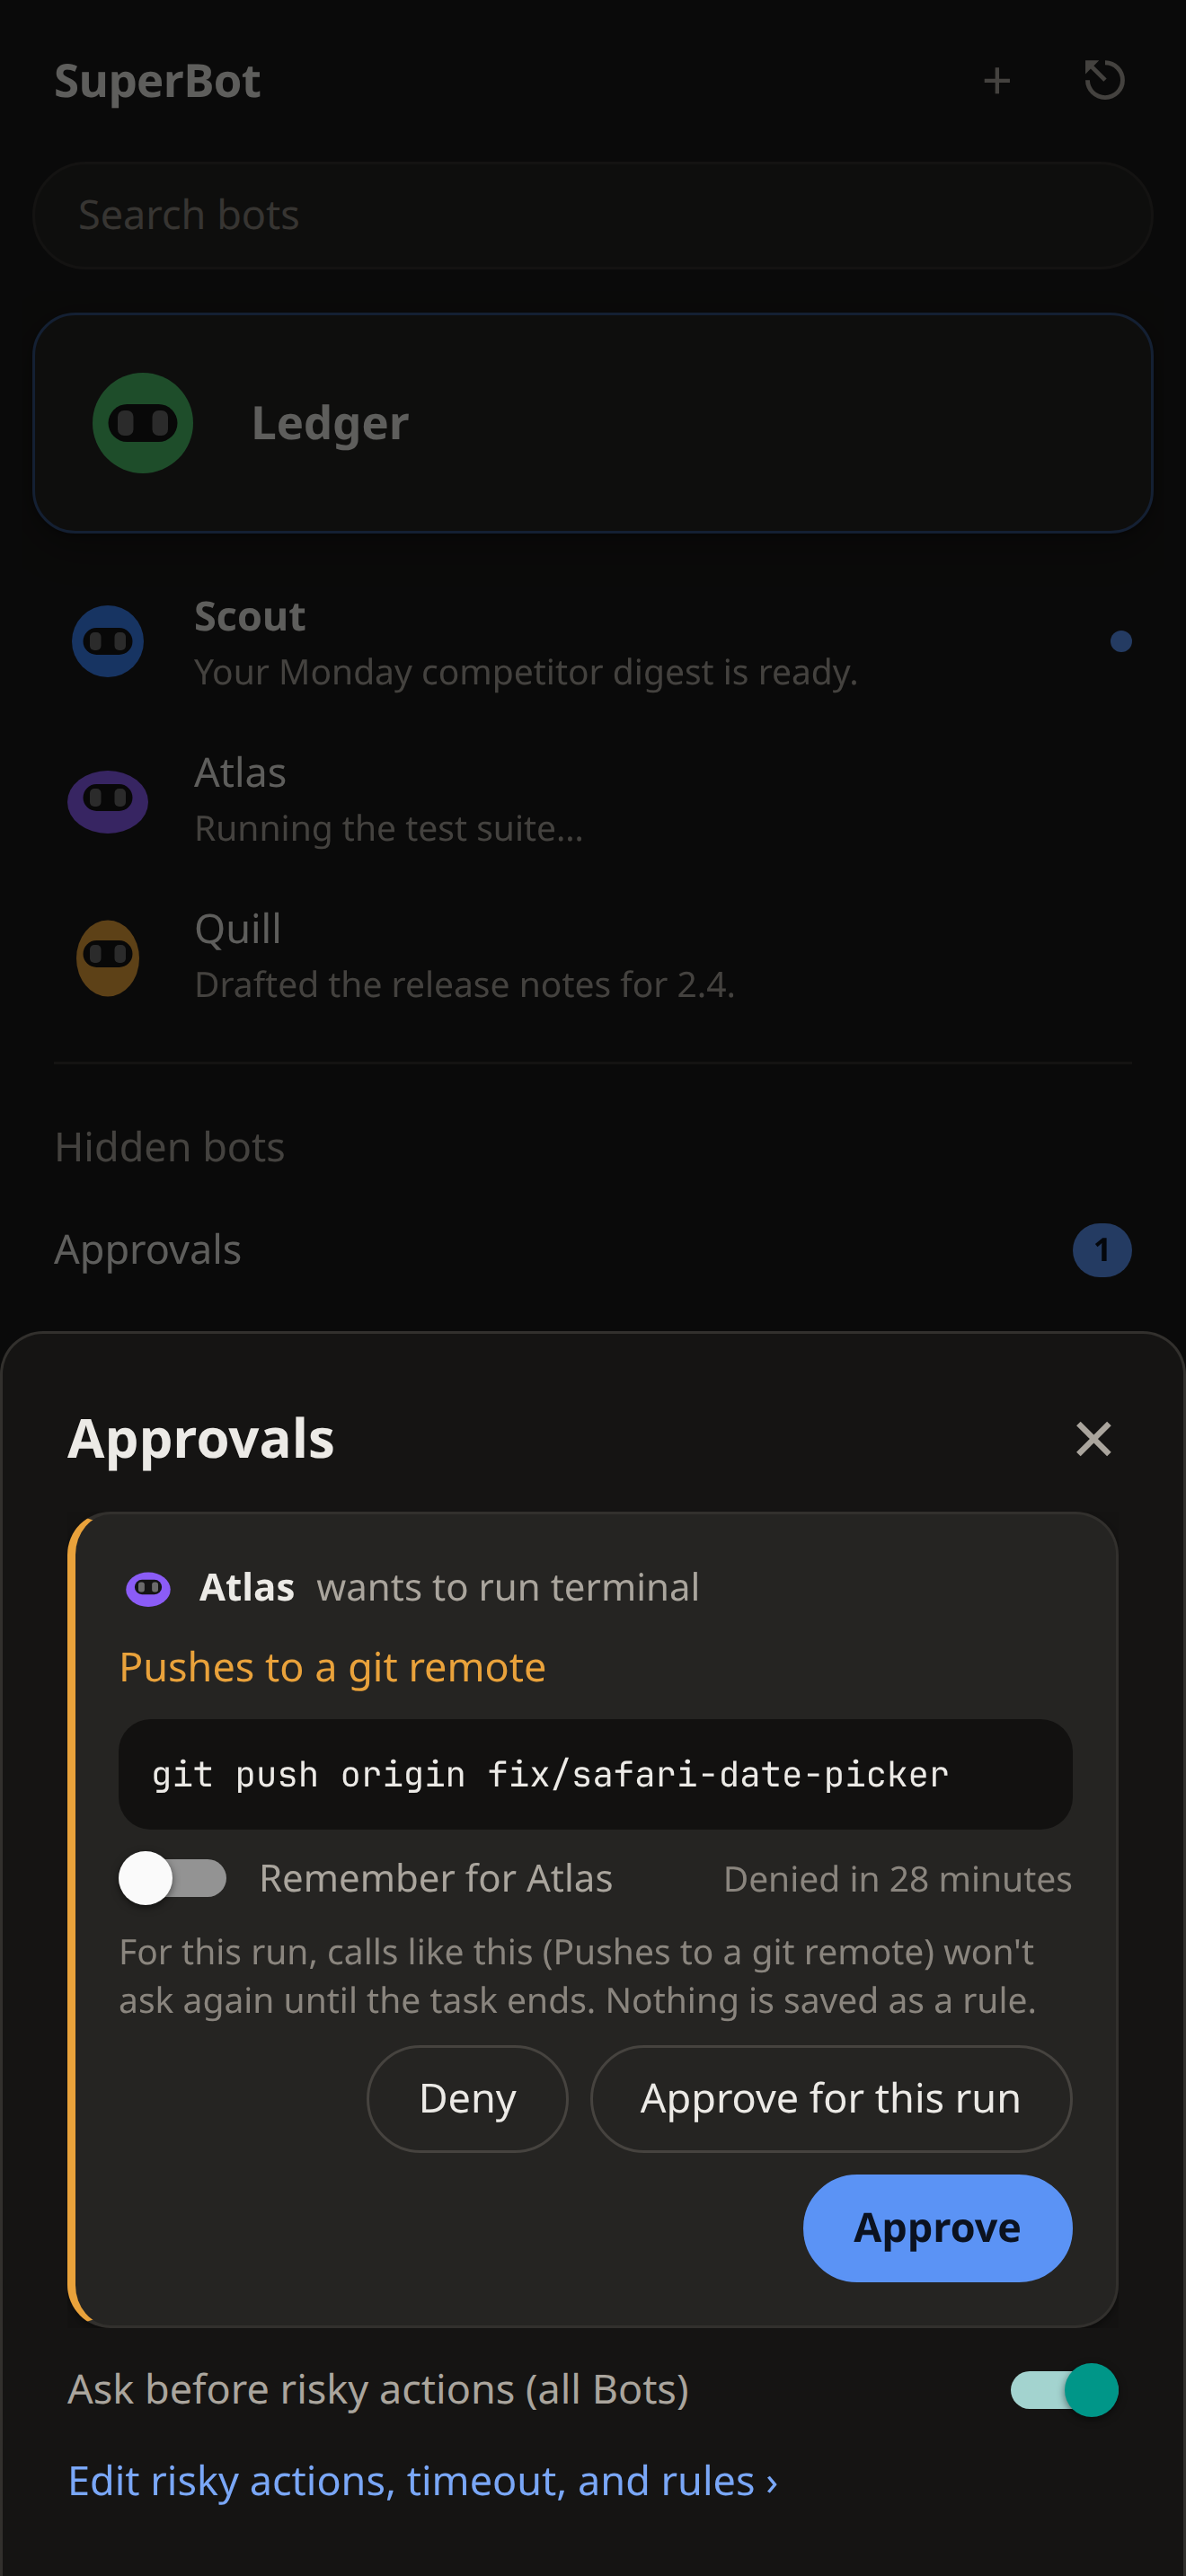 SuperBot
Search bots
Ledger
Scout
Your Monday competitor digest is ready.
Atlas
Running the test suite...
Quill
Drafted the release notes for 2.4.
Hidden bots
Approvals
1
Approvals
Atlas wants to run terminal
Pushes to a git remote
git push origin fix/safari-date-picker
Remember for Atlas
Denied in 28 minutes
For this run, calls like this (Pushes to a git remote) won't
ask again until the task ends. Nothing is saved as a rule.
Deny
Approve for this run
Approve
Ask before risky actions (all Bots)
Edit risky actions, timeout, and rules ›